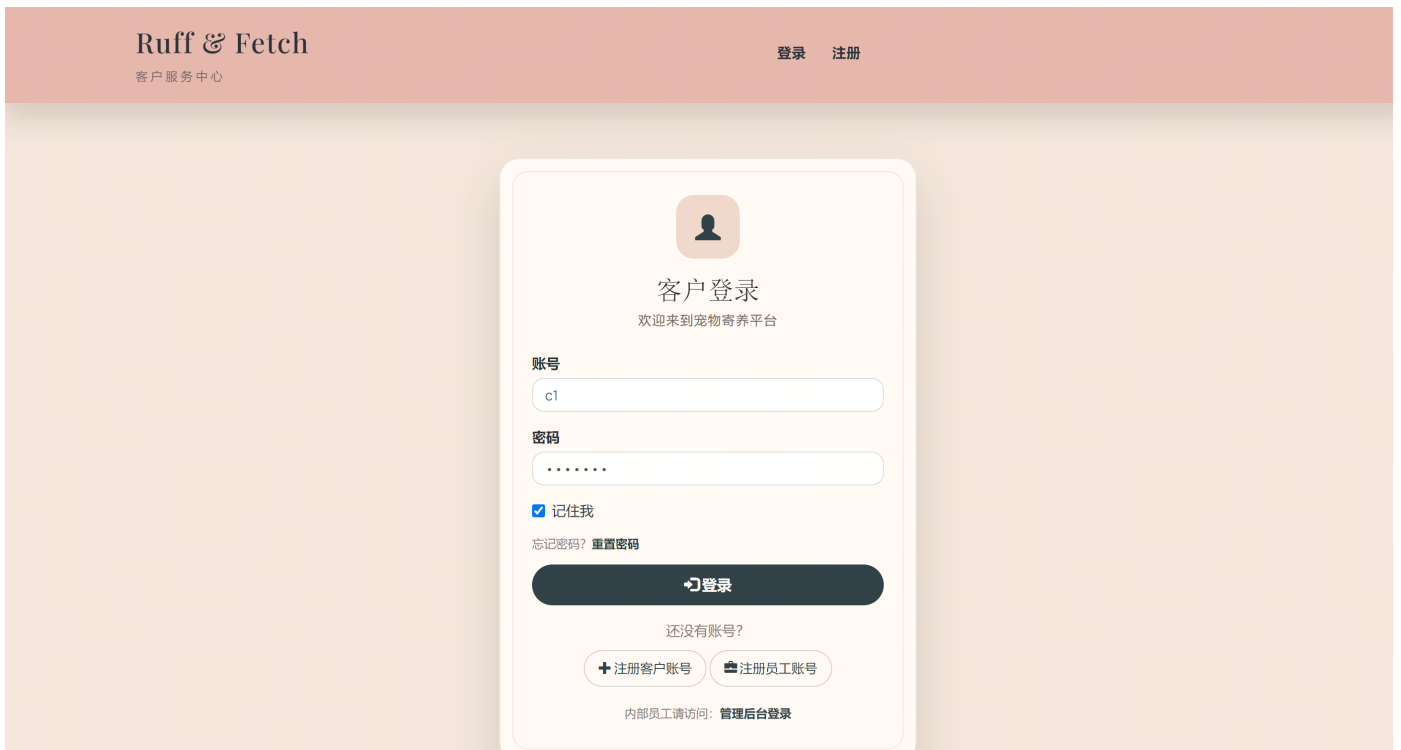 Ruff & Fetch
客户服务中心
登录 注册
客户登录
欢迎来到宠物寄养平台
账号
c1
密码
•••••••
记住我
忘记密码? 重置密码
登录
还没有账号?
注册客户账号 注册员工账号
内部员工请访问: 管理后台登录